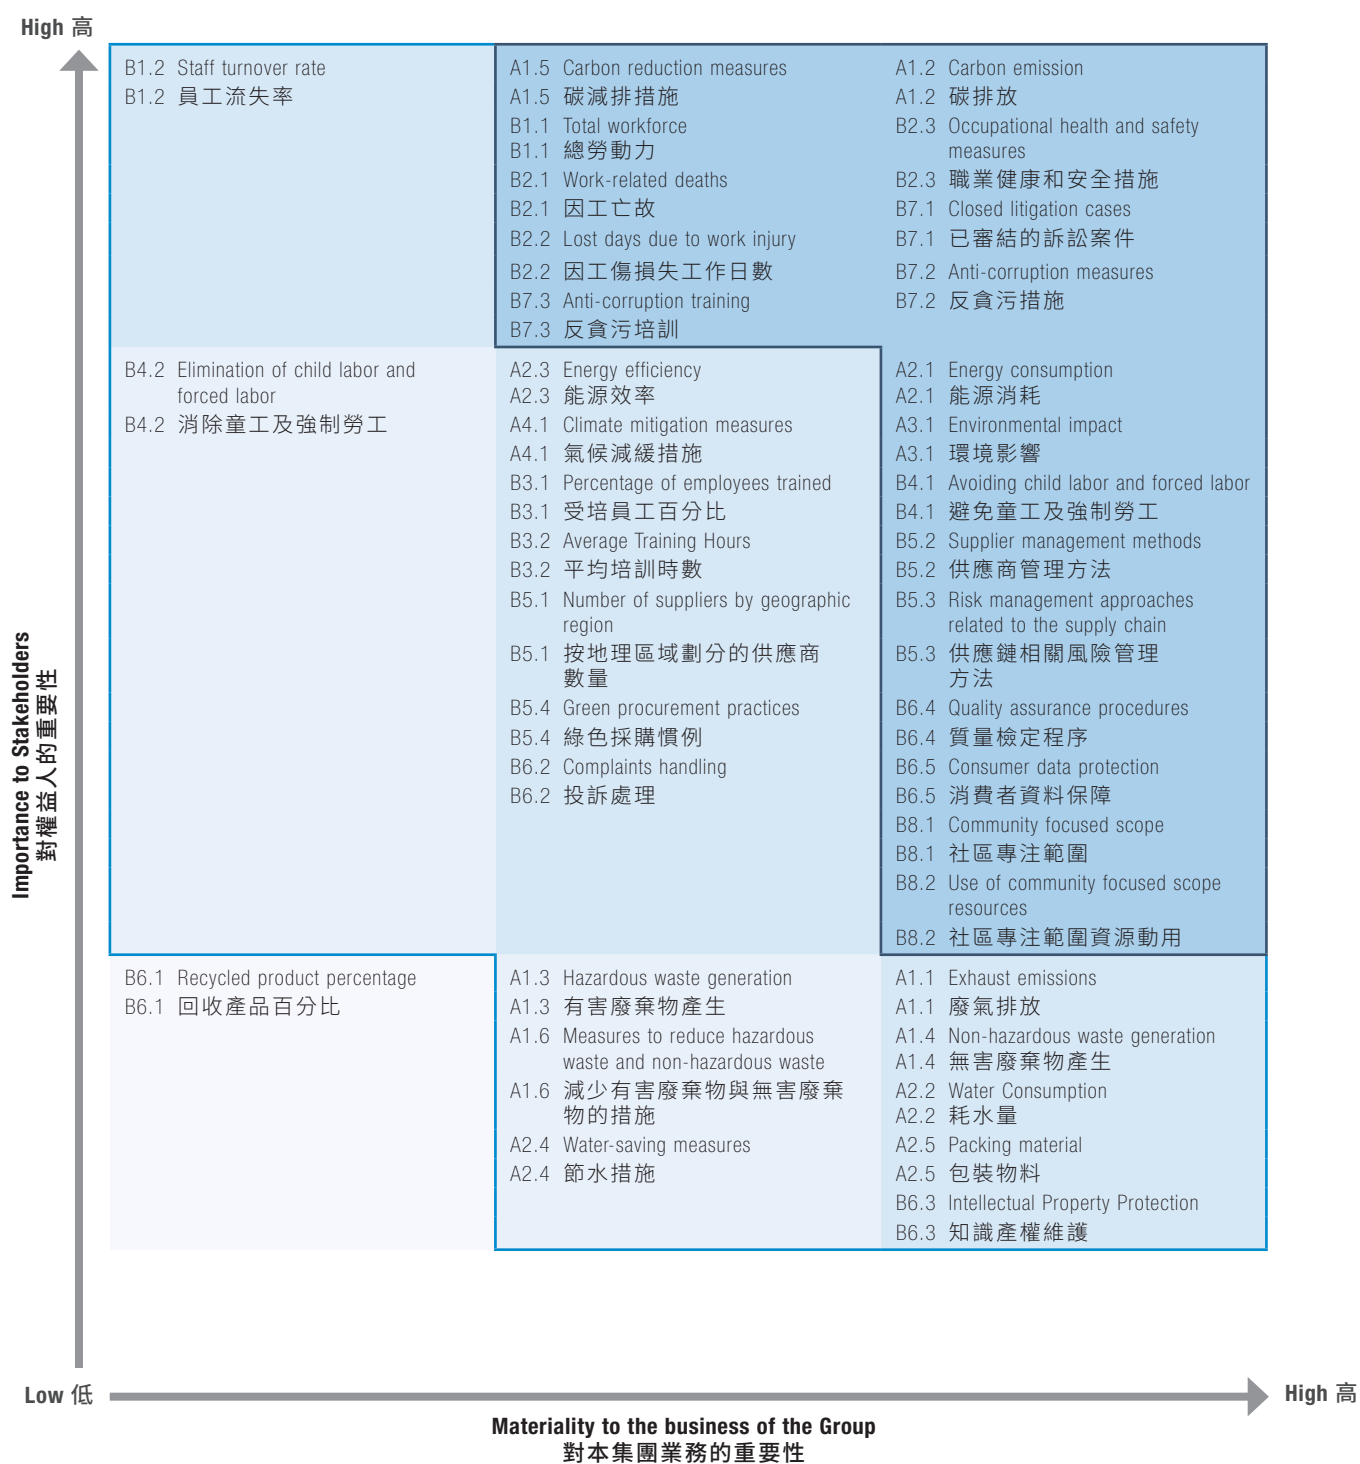 High 高
B1.2 Staff turnover rate
B1.2 員工流失率
A1.5 Carbon reduction measures
A1.5 碳減排措施
B1.1 Total workforce
B1.1 總勞動力
B2.1 Work-related deaths
B2.1 因工亡故
B2.2 Lost days due to work injury
B2.2 因工傷損失工作日數
B7.3 Anti-corruption training
B7.3 反貪污培訓
A1.2 Carbon emission
A1.2 碳排放
B2.3 Occupational health and safety
measures
B2.3 職業健康和安全措施
B7.1 Closed litigation cases
B7.1 已審結的訴訟案件
B7.2 Anti-corruption measures
B7.2 反貪污措施
B4.2 Elimination of child labor and
forced labor
B4.2 消除童工及強制勞工
A2.3 Energy efficiency
A2.3 能源效率
A4.1 Climate mitigation measures
A4.1 氣候減緩措施
B3.1 Percentage of employees trained
B3.1 受培員工百分比
B3.2 Average Training Hours
B3.2 平均培訓時數
B5.1 Number of suppliers by geographic
region
B5.1 按地理區域劃分的供應商
數量
B5.4 Green procurement practices
B5.4 綠色採購慣例
B6.2 Complaints handling
B6.2 投訴處理
A2.1 Energy consumption
A2.1 能源消耗
A3.1 Environmental impact
A3.1 環境影響
B4.1 Avoiding child labor and forced labor
B4.1 避免童工及強制勞工
B5.2 Supplier management methods
B5.2 供應商管理方法
B5.3 Risk management approaches
related to the supply chain
B5.3 供應鏈相關風險管理
方法
B6.4 Quality assurance procedures
B6.4 質量檢定程序
B6.5 Consumer data protection
B6.5 消費者資料保障
B8.1 Community focused scope
B8.1 社區專注範圍
B8.2 Use of community focused scope
resources
B8.2 社區專注範圍資源動用
B6.1 Recycled product percentage
B6.1 回收產品百分比
A1.3 Hazardous waste generation
A1.3 有害廢棄物產生
A1.6 Measures to reduce hazardous
waste and non-hazardous waste
A1.6 減少有害廢棄物與無害廢棄
物的措施
A2.4 Water-saving measures
A2.4 節水措施
A1.1 Exhaust emissions
A1.1 廢氣排放
A1.4 Non-hazardous waste generation
A1.4 無害廢棄物產生
A2.2 Water Consumption
A2.2 耗水量
A2.5 Packing material
A2.5 包裝物料
B6.3 Intellectual Property Protection
B6.3 知識產權維護
Importance to Stakeholders
對權益人的重要性
Low 低
High 高
Materiality to the business of the Group
對本集團業務的重要性